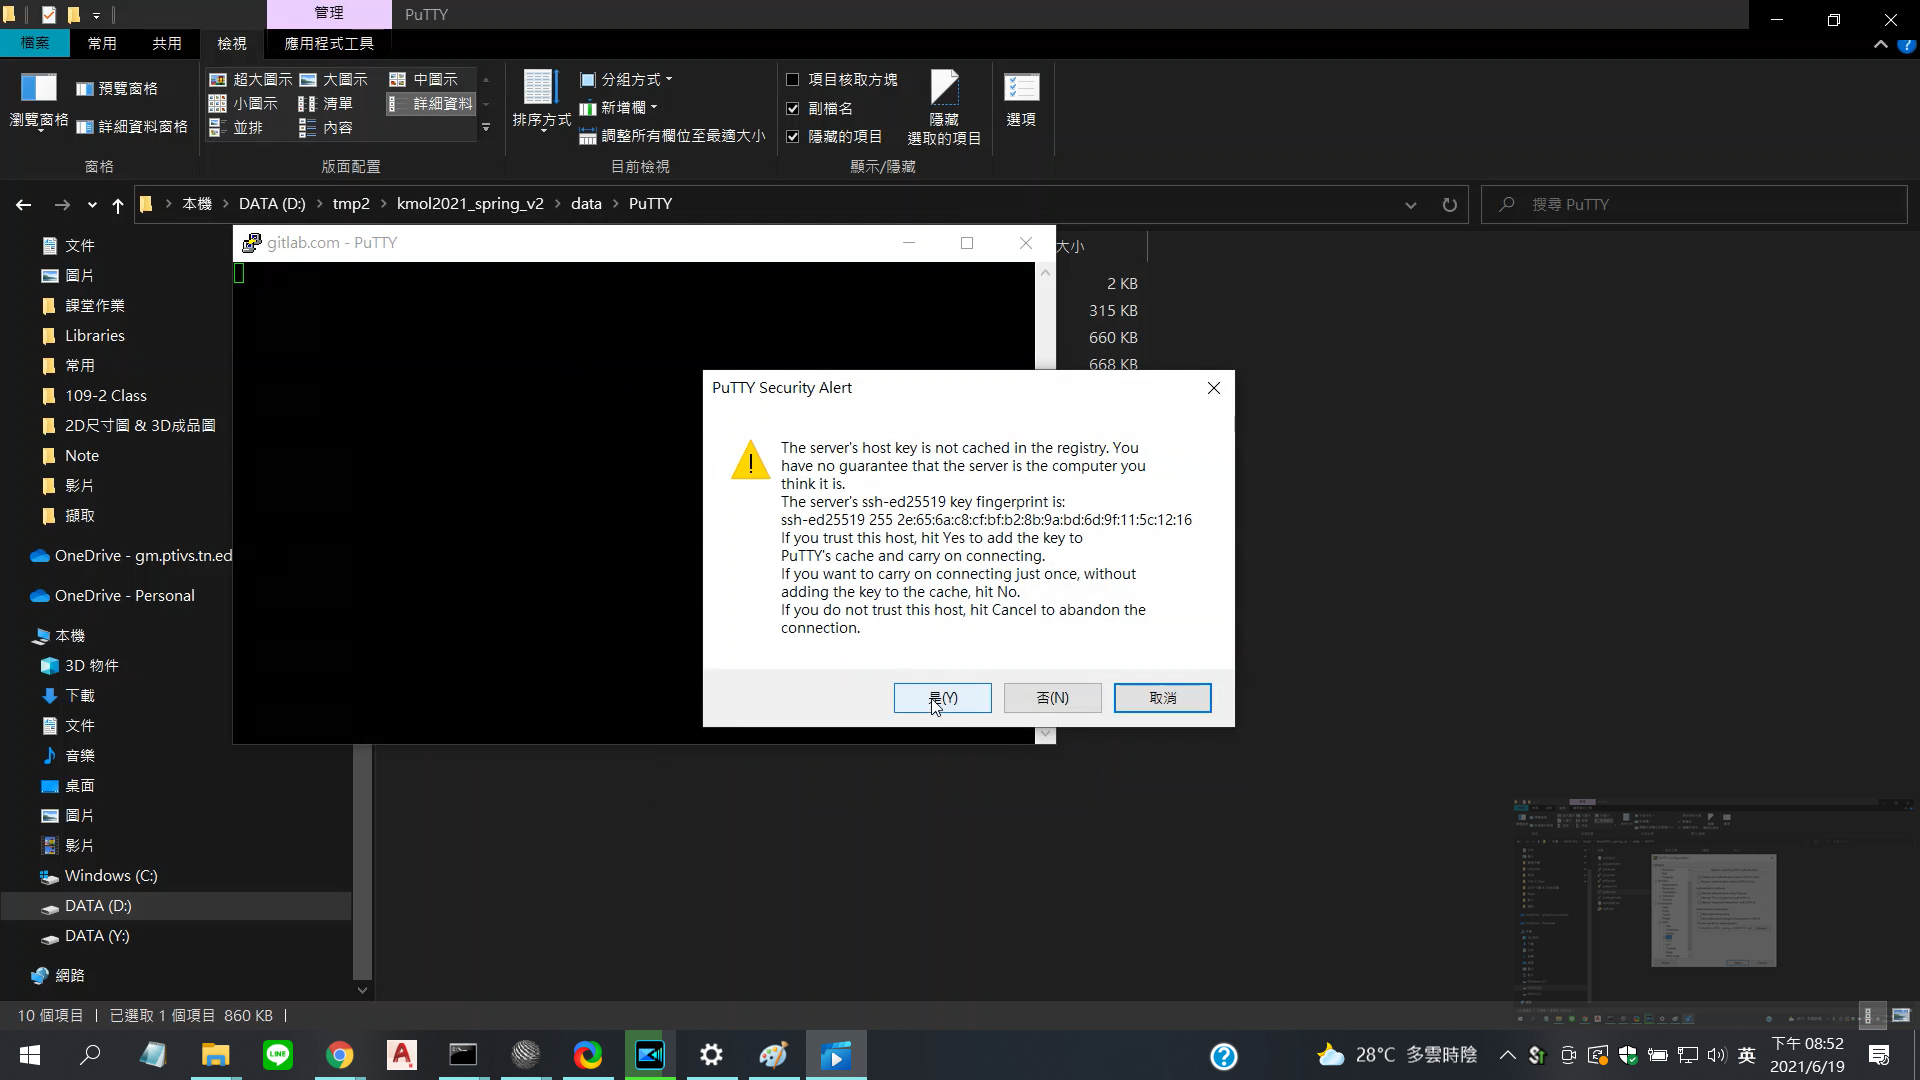 管理
PuTTY
檔案
常用
共用
檢視
應用程式工具
瀏覽窗格
預覽窗格
詳細資料窗格
窗格
超大圖示
大圖示
中圖示
小圖示
清單
詳細資料
並排
內容
版面配置
排序方式
分組方式
新增欄
調整所有欄位至最適大小
目前檢視
項目核取方塊
副檔名
隱藏的項目
隱藏
選取的項目
顯示/隱藏
選項
本機
DATA (D:)
tmp2
kmol2021_spring_v2
data
PuTTY
搜尋 PuTTY
文件
圖片
課堂作業
Libraries
常用
109-2 Class
2D尺寸圖 & 3D成品圖
Note
影片
擷取
OneDrive - gm.ptivs.tn.ed
OneDrive - Personal
本機
3D 物件
下載
文件
音樂
桌面
圖片
影片
Windows (C:)
DATA (D:)
DATA (Y:)
網路
gitlab.com - PuTTY
大小
2 KB
315 KB
660 KB
668 KB
PuTTY Security Alert
The server's host key is not cached in the registry. You
have no guarantee that the server is the computer you
think it is.
The server's ssh-ed25519 key fingerprint is:
ssh-ed25519 255 2e:65:6a:c8:cf:bf:b2:8b:9a:bd:6d:9f:11:5c:12:16
If you trust this host, hit Yes to add the key to
PuTTY's cache and carry on connecting.
If you want to carry on connecting just once, without
adding the key to the cache, hit No.
If you do not trust this host, hit Cancel to abandon the
connection.
是(Y)
否(N)
取消
10 個項目
已選取 1 個項目 860 KB
28°C 多雲時陰
英
下午 08:52
2021/6/19